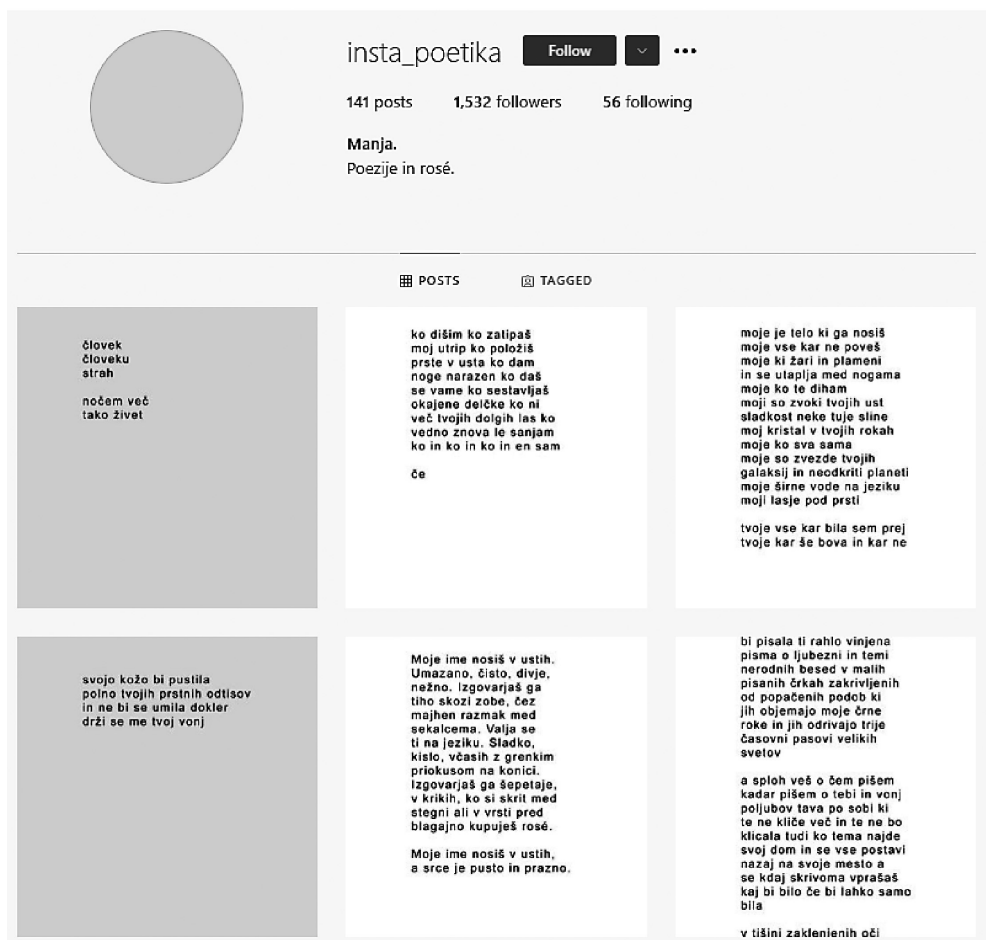 insta_poetika
Follow
141 posts 1,532 followers 56 following
Manja.
Poezije in rosé.
POSTS TAGGED
človek
človeku
strah
nočem več
tako živet
ko dišim ko zalipaš
moj utrip ko položiš
prste v usta ko dam
noge narazen ko daš
se vame ko sestavljaš
okajene delčke ko ni
več tvojih dolgih las ko
vedno znova le sanjam
ko in ko in ko in en sam
če
moje je telo ki ga nosiš
moje vse kar ne poveš
moje ki žari in plameni
in se utaplja med nogama
moje ko te diham
moji so zvoki tvojih ust
sladkost neke tuje sline
moj kristal v tvojih rokah
moje ko sva sama
moje so zvezde tvojih
galaksij in neodkriti planeti
moje širne vode na jeziku
moji lasje pod prsti
tvoje vse kar bila sem prej
tvoje kar še bova in kar ne
svojo kožo bi pustila
polno tvojih prstnih odtisov
in ne bi se umila dokler
drži se me tvoj vonj
Moje ime nosiš v ustih.
Umazano, čisto, divje,
nežno. Izgovarjaš ga
tiho skozi zobe, čez
majhen razmak med
sekalcema. Valja se
ti na jeziku. Sladko,
kislo, včasih z grenkim
priokusom na konici.
Izgovarjaš ga šepetaje,
v krikih, ko si skrit med
stegni ali v vrsti pred
blagajno kupuješ rosé.
Moje ime nosiš v ustih,
a srce je pusto in prazno.
bi pisala ti rahlo vinjena
pisma o ljubezni in temi
nerodnih besed v malih
pisanih črkah zakrivljenih
od popačenih podob ki
jih objemajo moje črne
roke in jih odrivajo trije
časovni pasovi velikih
svetov
a sploh veš o čem pišem
kadar pišem o tebi in vonj
poljubov tava po sobi ki
te ne kliče več in te ne bo
klicala tudi ko tema najde
svoj dom in se vse postavi
nazaj na svoje mesto a
se kdaj skrivoma vprašaš
kaj bi bilo če bi lahko samo
bila
v tišini zaklenjenih oči